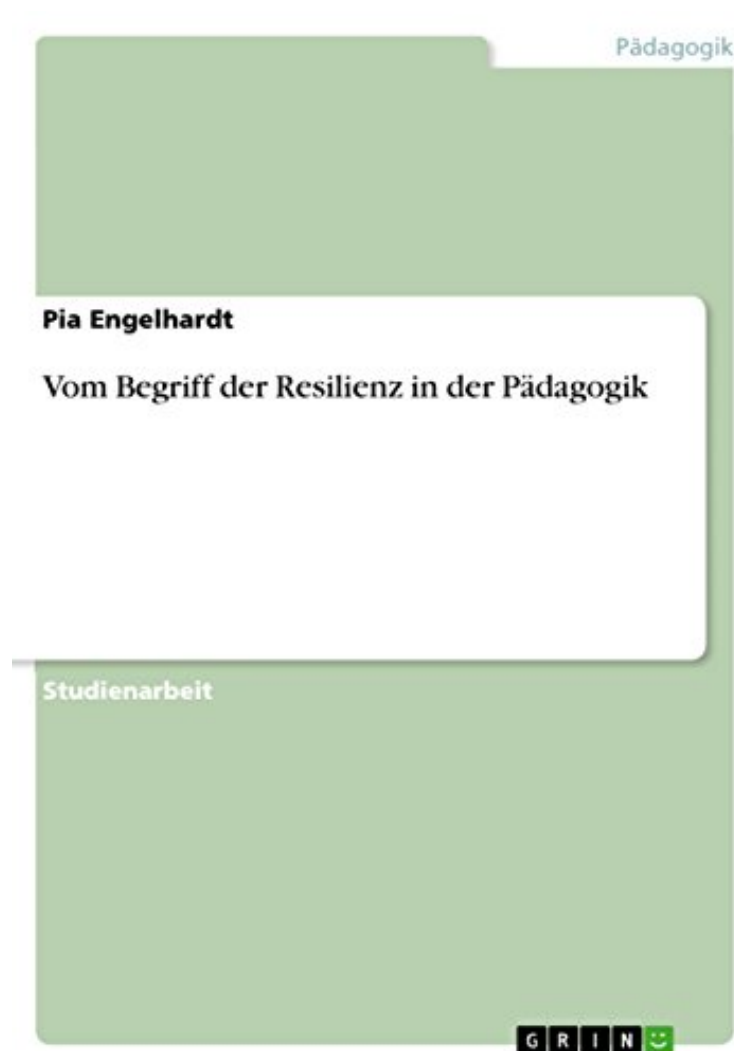 Pädagogik
Pia Engelhardt
Vom Begriff der Resilienz in der Pädagogik
Studienarbeit
GRIN